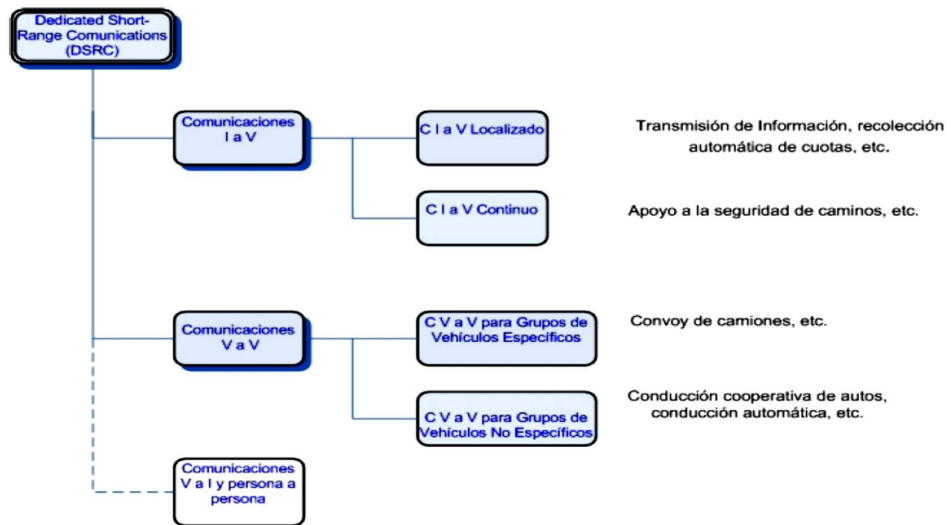 Dedicated Short-
Range Comunications
(DSRC)
Comunicaciones
I a V
C I a V Localizado
Transmisión de Información, recolección
automática de cuotas, etc.
C I a V Continuo
Apoyo a la seguridad de caminos, etc.
Comunicaciones
V a V
C V a V para Grupos de
Vehículos Específicos
Convoy de camiones, etc.
C V a V para Grupos de
Vehículos No Específicos
Conducción cooperativa de autos,
conducción automática, etc.
Comunicaciones
V a I y persona a
persona